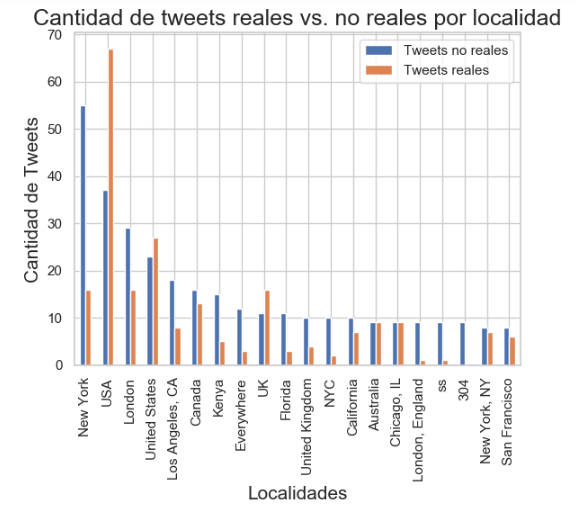 Cantidad de tweets reales vs. no reales por localidad
Tweets no reales
Tweets reales
Cantidad de Tweets
70
60
50
40
30
20
10
0
New York
USA
London
United States
Los Angeles, CA
Canada
Kenya
Everywhere
UK
Florida
United Kingdom
NYC
California
Australia
Chicago, IL
London, England
ss
304
New York, NY
San Francisco
Localidades